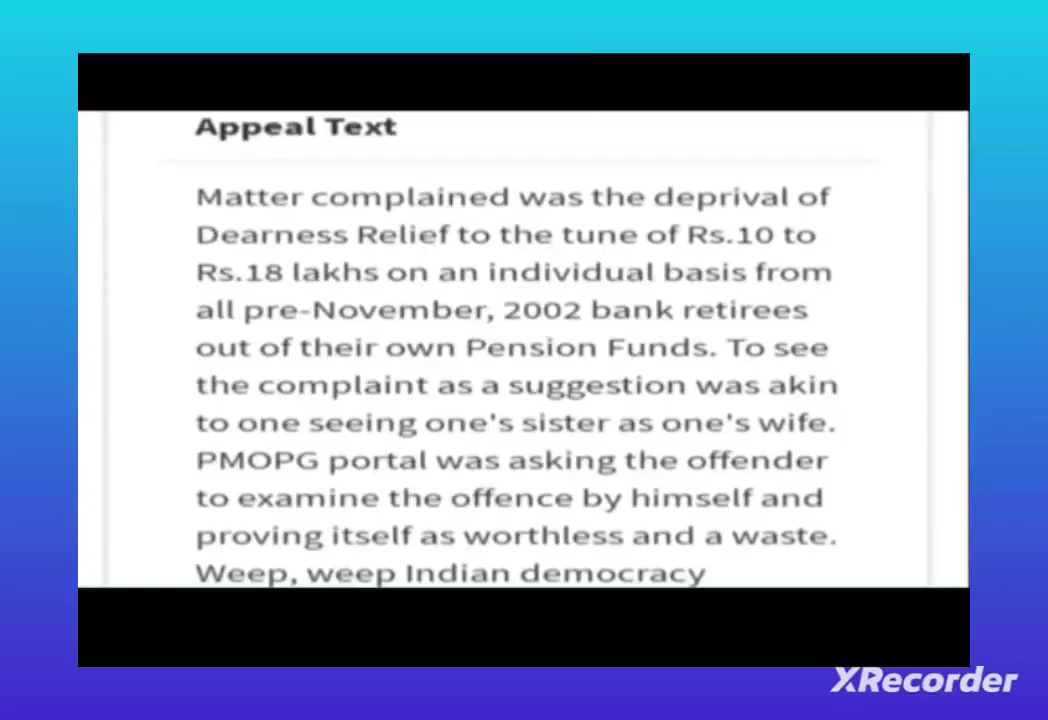 Appeal Text
Matter complained was the deprival of
Dearness Relief to the tune of Rs.10 to
Rs.18 lakhs on an individual basis from
all pre-November, 2002 bank retirees
out of their own Pension Funds. To see
the complaint as a suggestion was akin
to one seeing one's sister as one's wife.
PMOPG portal was asking the offender
to examine the offence by himself and
proving itself as worthless and a waste.
Weep, weep Indian democracy
XRecorder